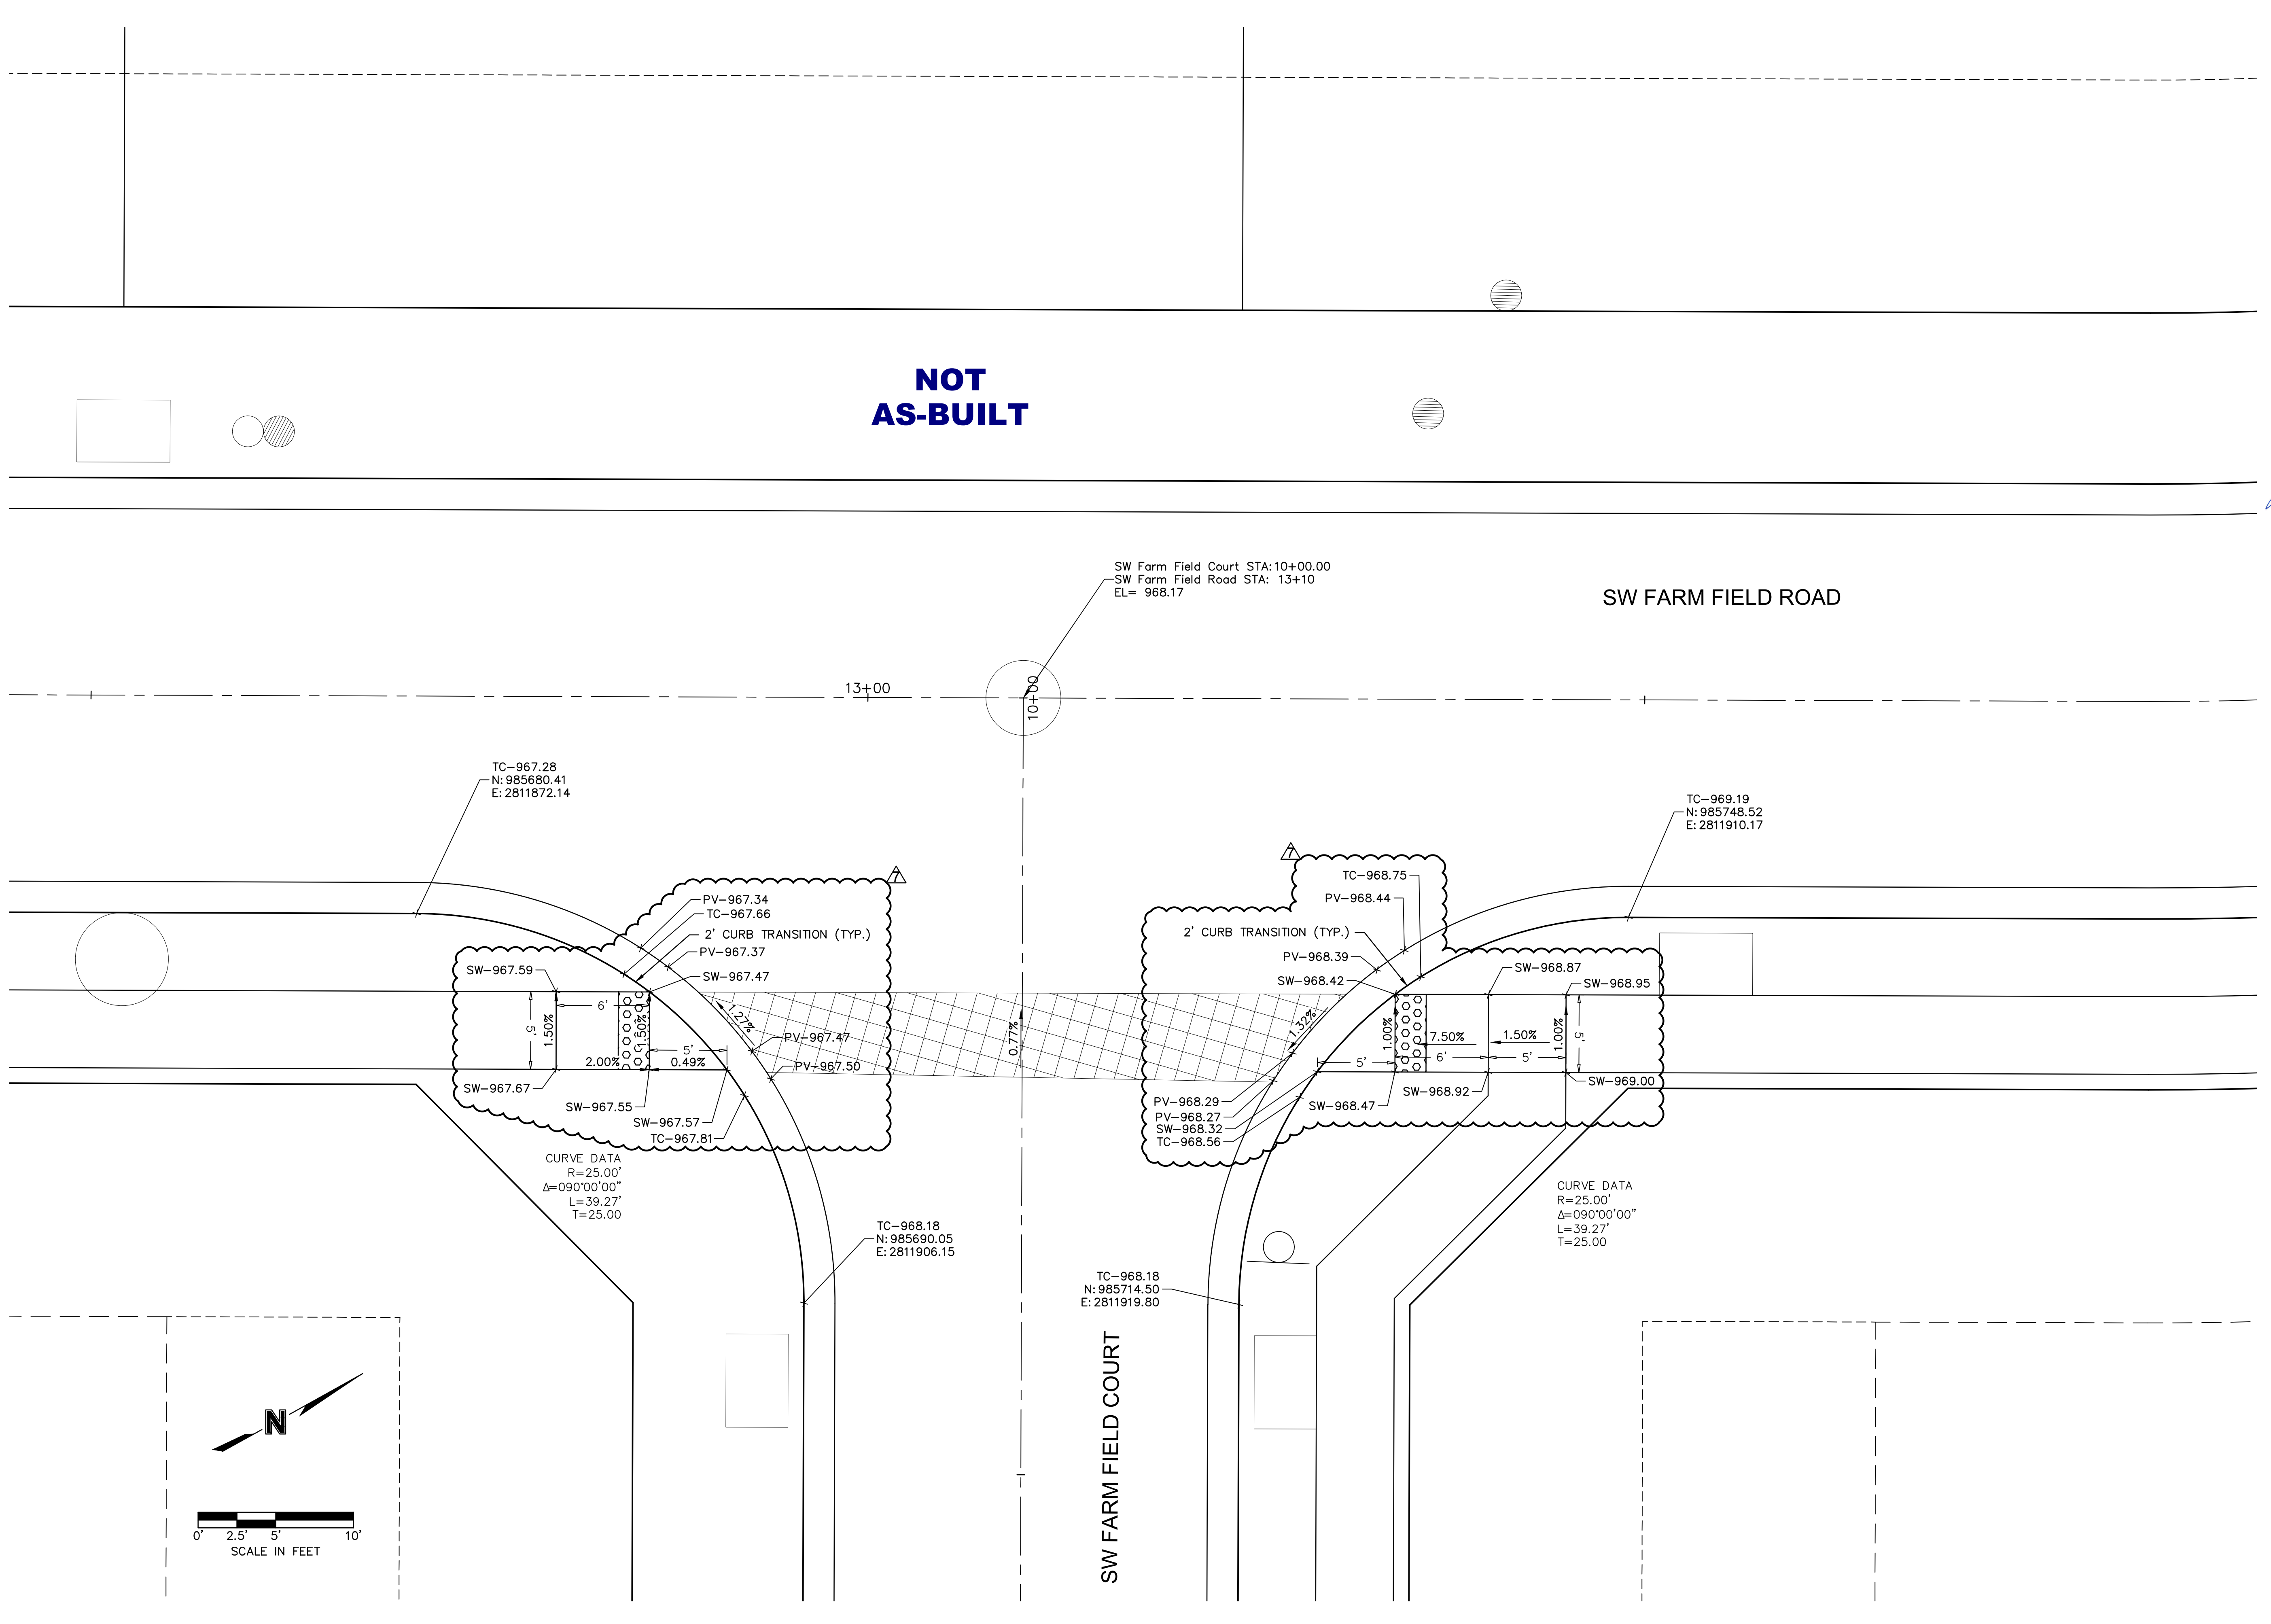 NOT
AS-BUILT
SW Farm Field Court STA:10+00.00
SW Farm Field Road STA: 13+10
EL= 968.17
SW FARM FIELD ROAD
13+00
10+00
TC-967.28
N: 985680.41
E: 2811872.14
TC-969.19
N: 985748.52
E: 2811910.17
7
7
PV-967.34
TC-967.66
2' CURB TRANSITION (TYP.)
PV-967.37
SW-967.59
SW-967.47
6'
5'
1.50%
1.50%
1.27%
PV-967.47
5'
2.00%
0.49%
PV-967.50
SW-967.67
SW-967.55
SW-967.57
TC-967.81
0.77%
TC-968.75
PV-968.44
2' CURB TRANSITION (TYP.)
PV-968.39
SW-968.42
SW-968.87
SW-968.95
1.32%
1.00%
7.50%
1.50%
1.00%
5'
5'
6'
5'
PV-968.29
PV-968.27
SW-968.32
TC-968.56
SW-968.47
SW-968.92
SW-969.00
CURVE DATA
R=25.00'
Δ=090°00'00"
L=39.27'
T=25.00
CURVE DATA
R=25.00'
Δ=090°00'00"
L=39.27'
T=25.00
TC-968.18
N: 985690.05
E: 2811906.15
TC-968.18
N: 985714.50
E: 2811919.80
SW FARM FIELD COURT
N
0' 2.5' 5' 10'
SCALE IN FEET